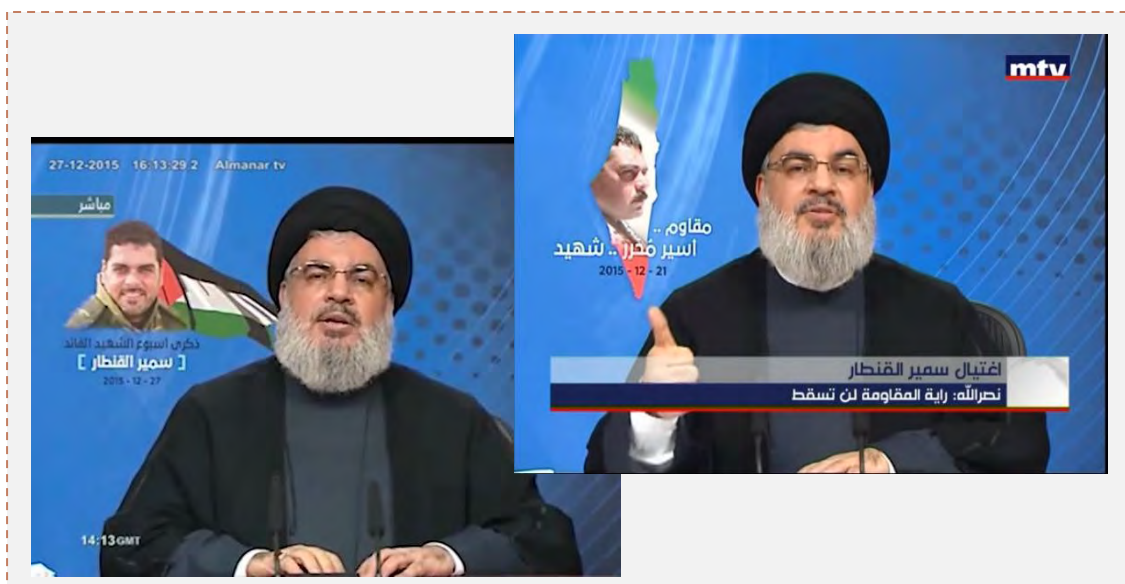 27-12-2015 16:13:29.2 Almanar tv
مباشر
ذكرى اسبوع الشهيد القائد
[ سمير القنطار ]
2015 - 12 - 27
14:13GMT
mtv
مقاوم ..
اسير مُحرر .. شهيد
2015 - 12 - 21
اغتيال سمير القنطار
نصرالله: راية المقاومة لن تسقط